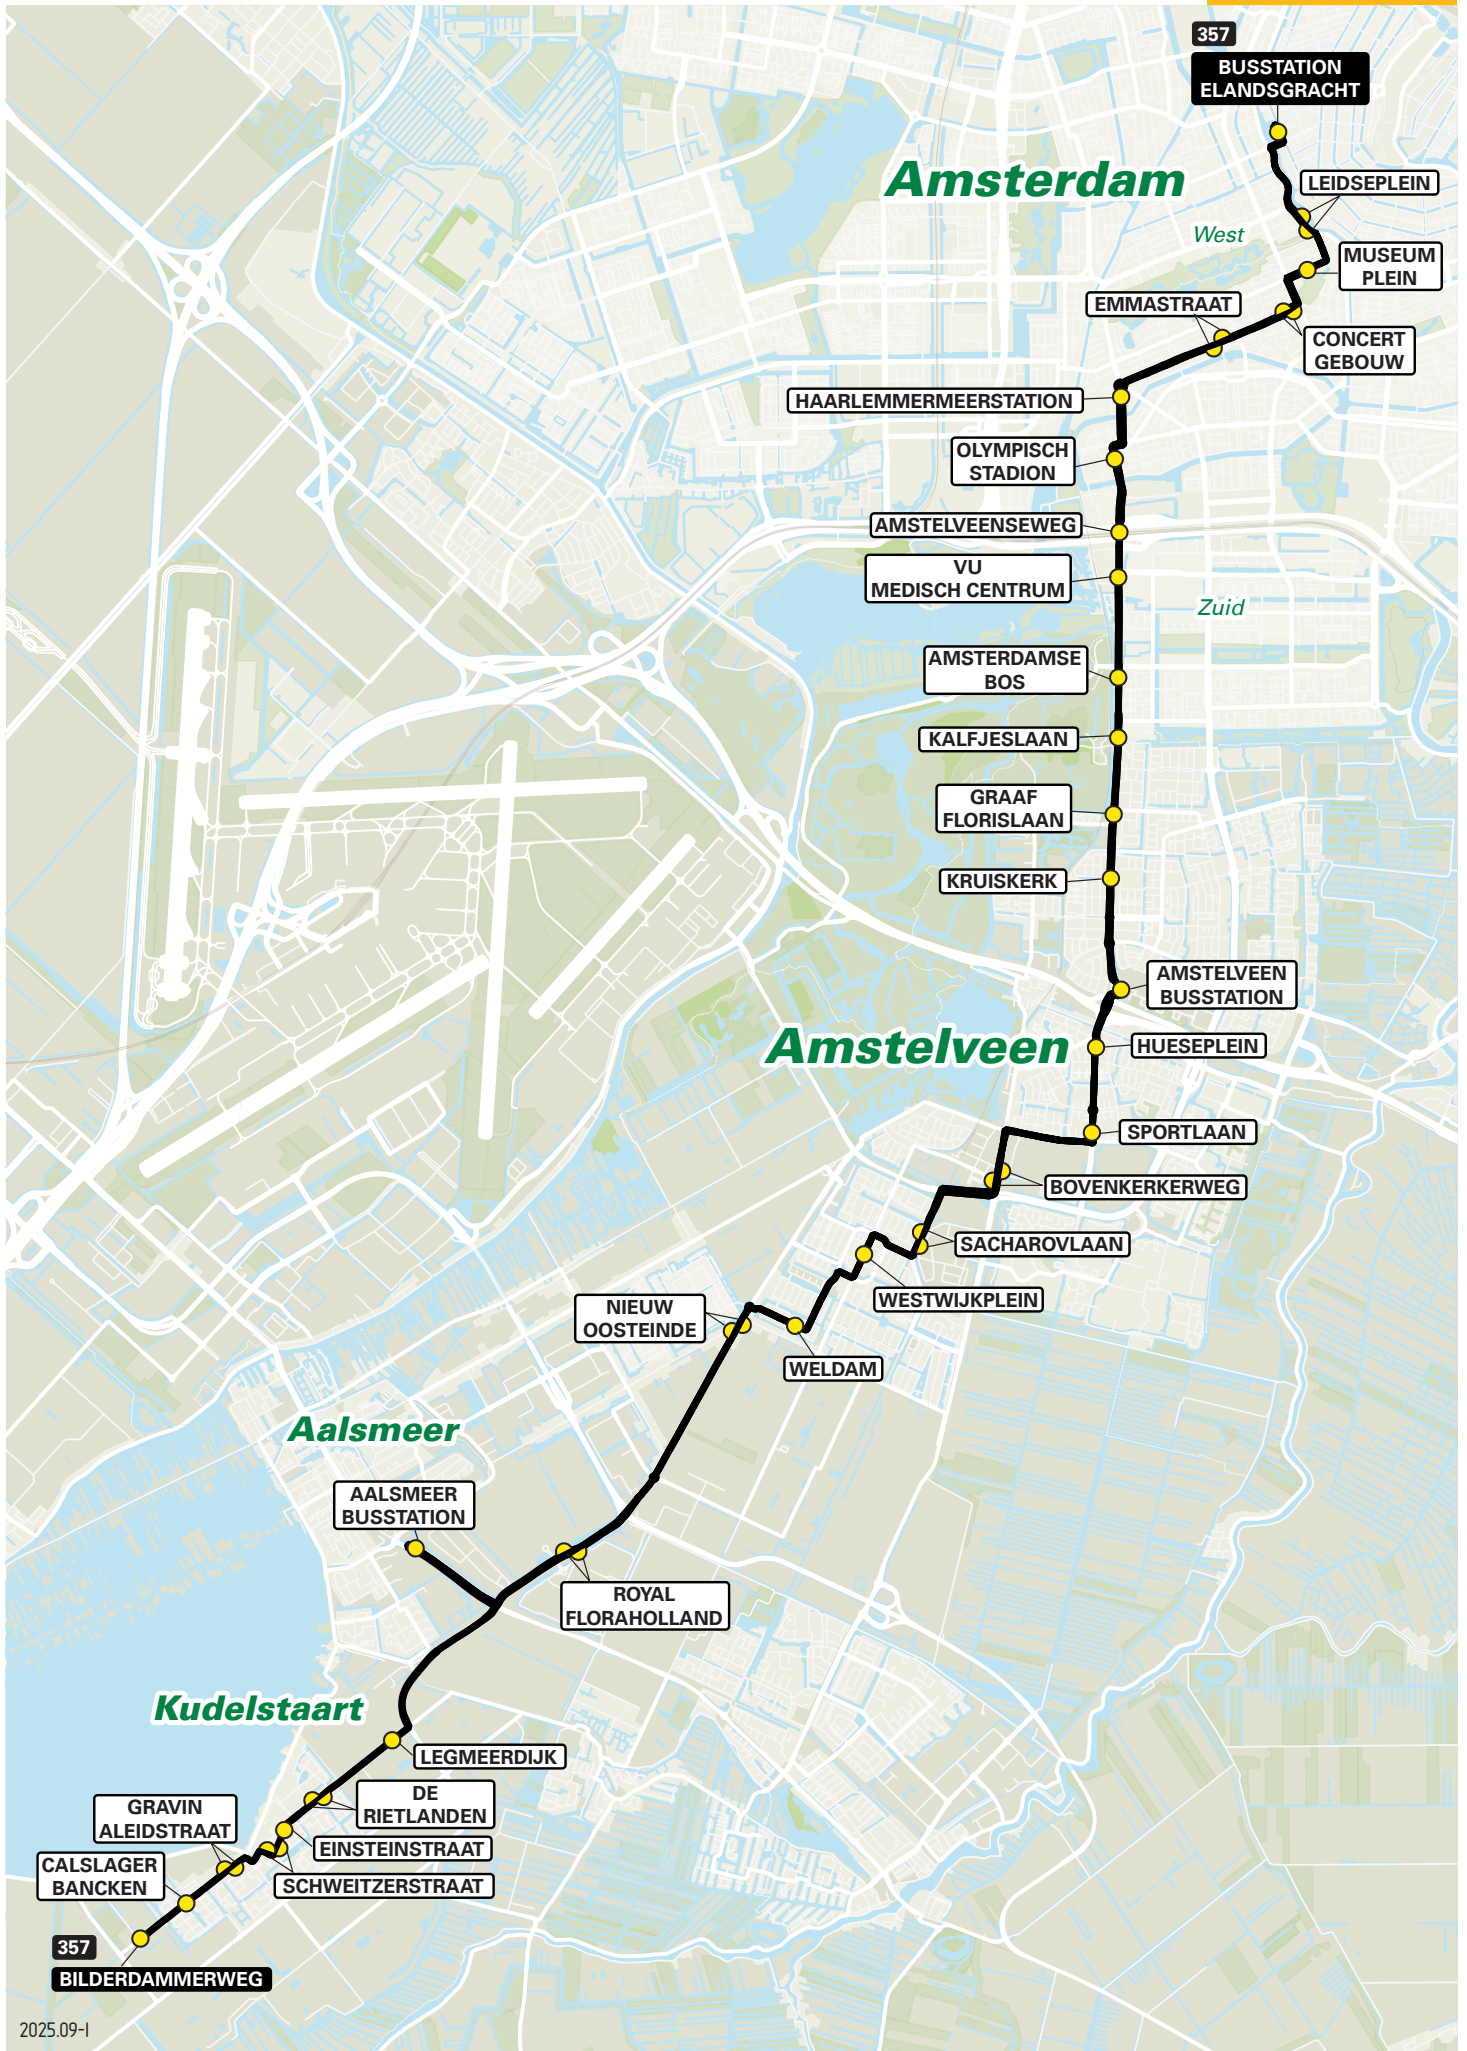 357
BUSSTATION
ELANDSGRACHT
Amsterdam
LEIDSEPLEIN
West
MUSEUM
PLEIN
EMMASTRAAT
CONCERT
GEBOUW
HAARLEMMERMEERSTATION
OLYMPISCH
STADION
AMSTELVEENSEWEG
VU
MEDISCH CENTRUM
Zuid
AMSTERDAMSE
BOS
KALFJESLAAN
GRAAF
FLORISLAAN
KRUISKERK
AMSTELVEEN
BUSSTATION
Amstelveen
HUESEPLEIN
SPORTLAAN
BOVENKERKERWEG
SACHAROVLAAN
WESTWIJKPLEIN
NIEUW
OOSTEINDE
WELDAM
Aalsmeer
AALSMEER
BUSSTATION
ROYAL
FLORAHOLLAND
Kudelstaart
LEGMEERDIJK
DE
RIETLANDEN
GRAVIN
ALEIDSTRAAT
EINSTEINSTRAAT
CALSLAGER
BANCKEN
SCHWEITZERSTRAAT
357
BILDERDAMMERWEG
2025.09-I